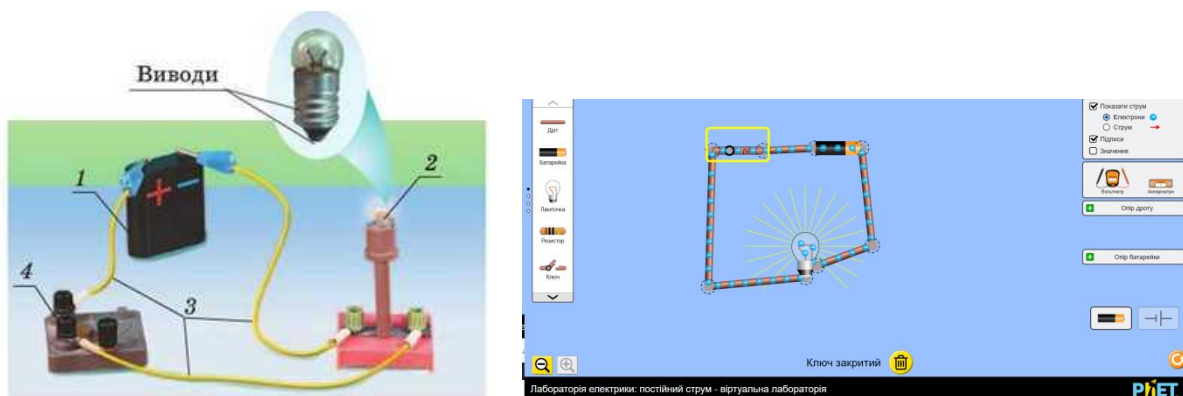 Виводи
1
2
3
4
+ −
Дріт
Батарейка
Лампочка
Резистор
Ключ
Показати струм
Електрони
Струм
Підписи
Значення
Вольтметр
Амперметри
Опір дроту
Опір батарейки
Ключ закритий
Лабораторія електрики: постійний струм - віртуальна лабораторія
PhET